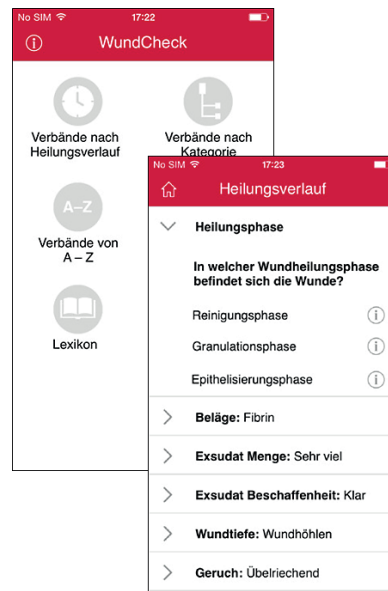 No SIM 17:22
WundCheck
Verbände nach
Heilungsverlauf
Verbände nach
Kategorie
A–Z
Verbände von
A – Z
Lexikon
No SIM 17:23
Heilungsverlauf
Heilungsphase
In welcher Wundheilungsphase
befindet sich die Wunde?
Reinigungsphase
Granulationsphase
Epithelisierungsphase
Beläge: Fibrin
Exsudat Menge: Sehr viel
Exsudat Beschaffenheit: Klar
Wundtiefe: Wundhöhlen
Geruch: Übelriechend